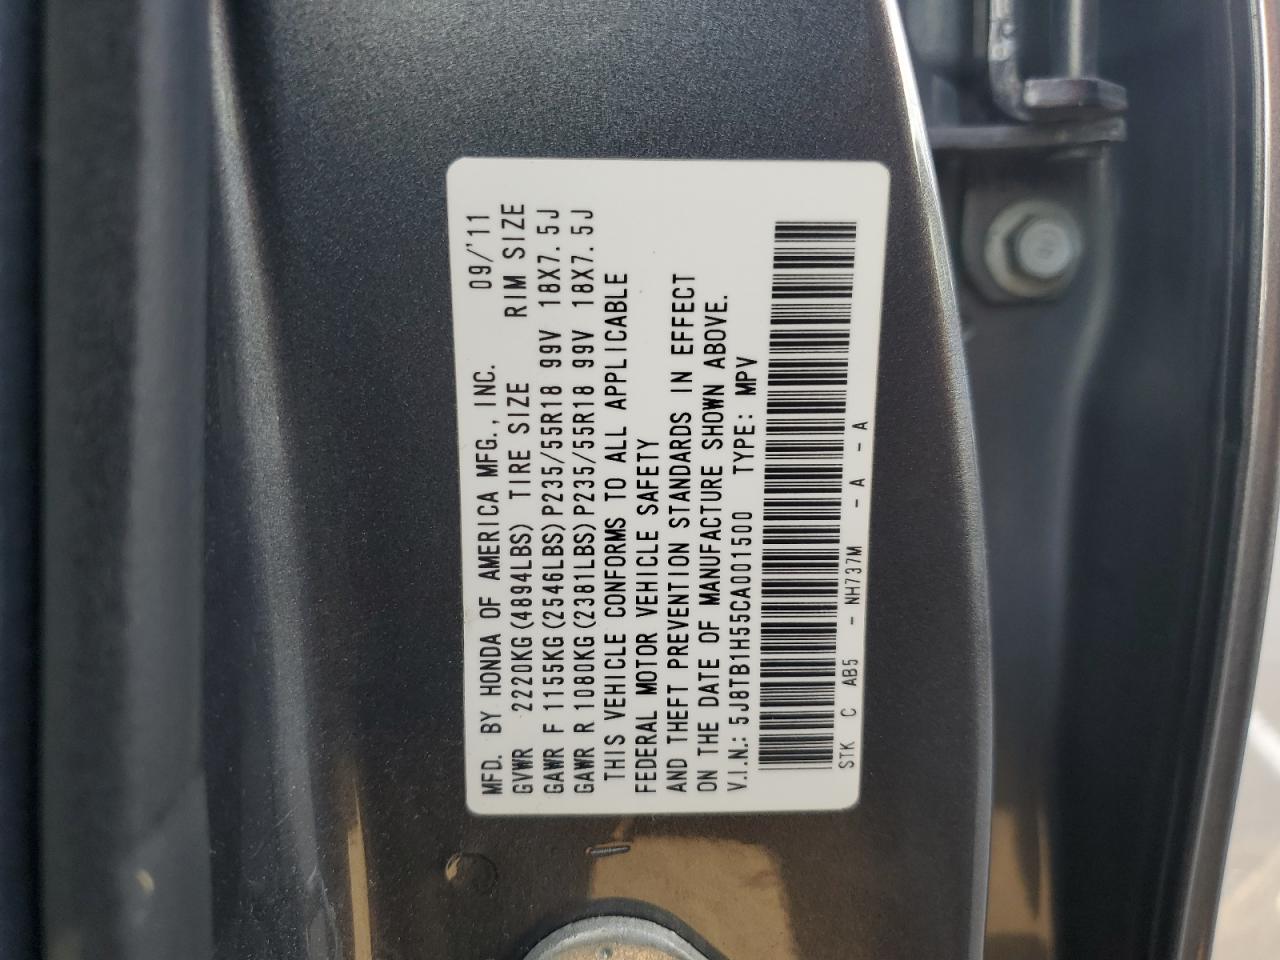 MFD. BY HONDA OF AMERICA MFG., INC. 09/'11
GVWR 2220KG(4894LBS) TIRE SIZE RIM SIZE
GAWR F 1155KG(2546LBS)P235/55R18 99V 18X7.5J
GAWR R 1080KG(2381LBS)P235/55R18 99V 18X7.5J
THIS VEHICLE CONFORMS TO ALL APPLICABLE
FEDERAL MOTOR VEHICLE SAFETY
AND THEFT PREVENTION STANDARDS IN EFFECT
ON THE DATE OF MANUFACTURE SHOWN ABOVE.
V.I.N.: 5J8TB1H55CA001500 TYPE: MPV
STK C AB5 - NH737M - A - A